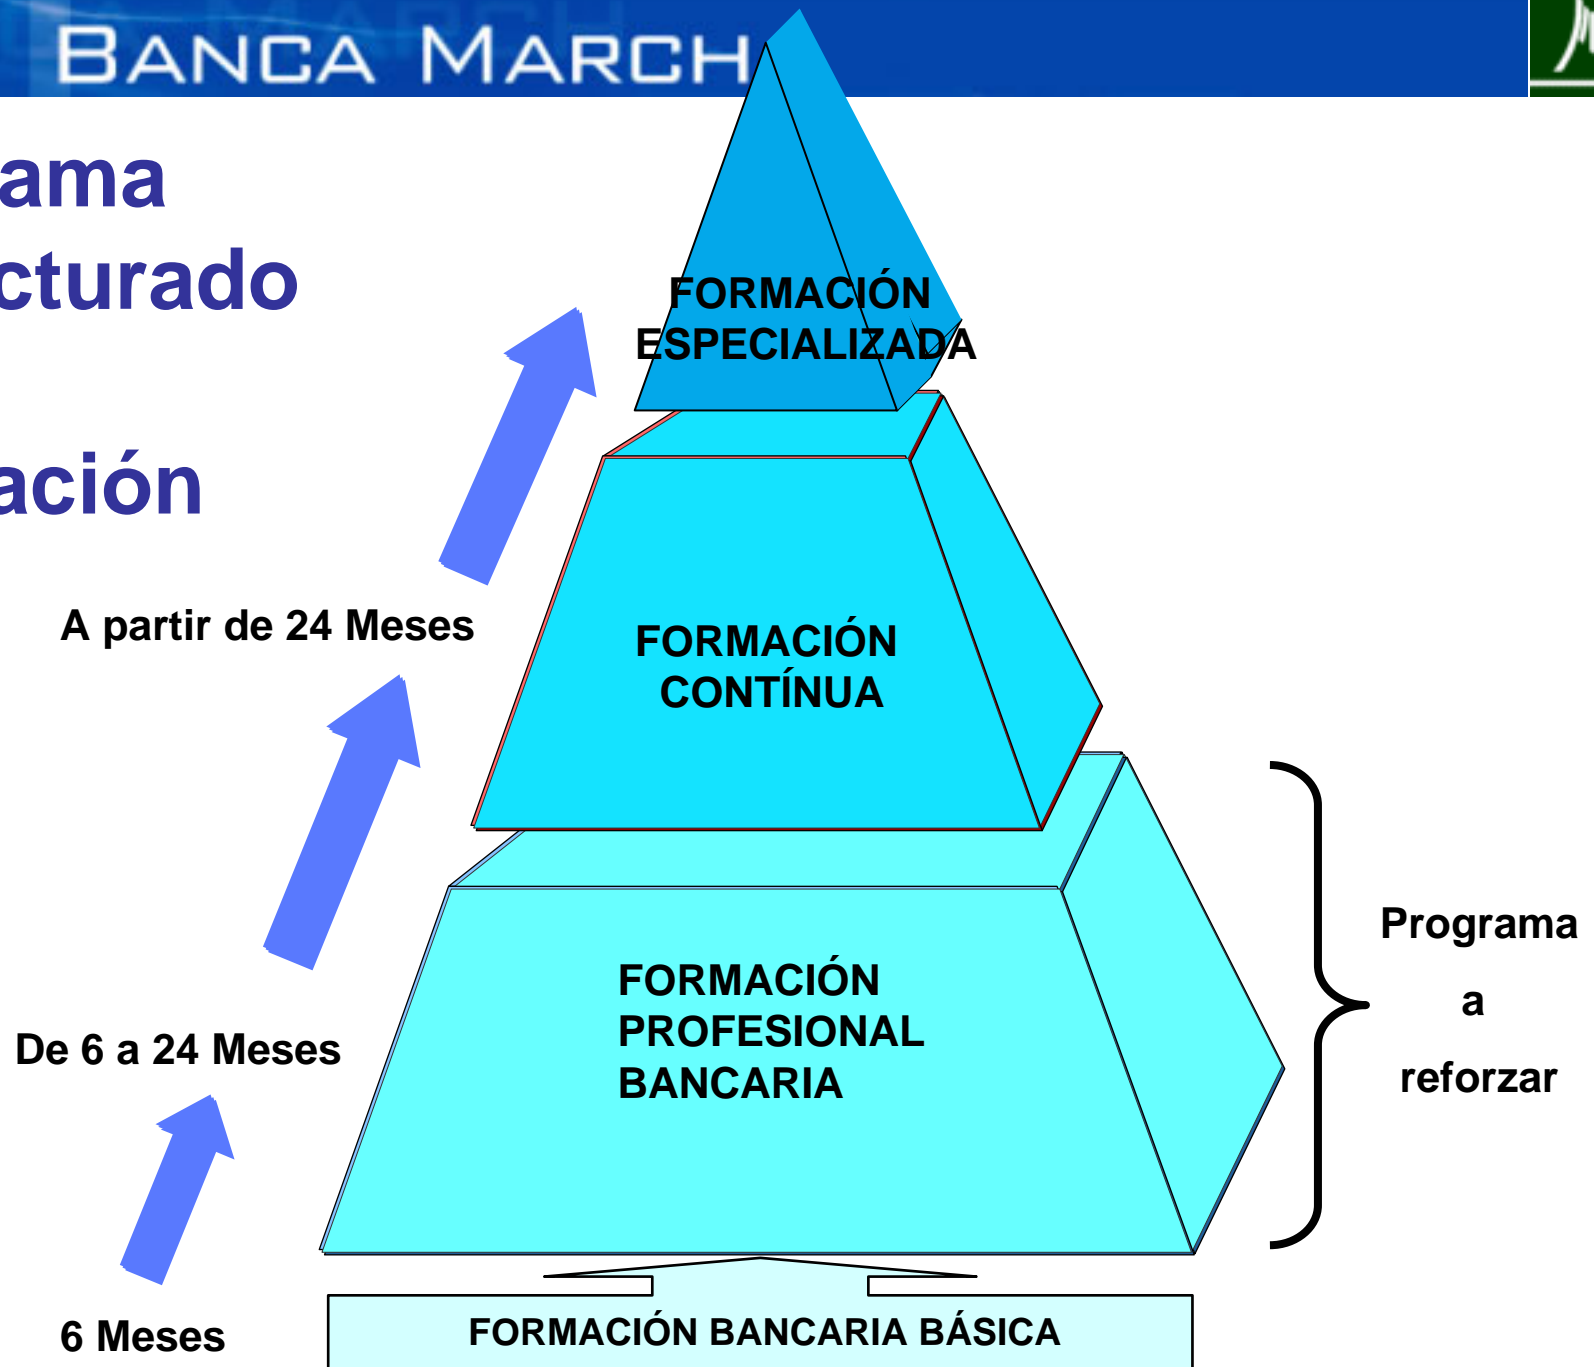 BANCA MARCH
ama
cturado
ación
FORMACIÓN
ESPECIALIZADA
A partir de 24 Meses
FORMACIÓN
CONTÍNUA
De 6 a 24 Meses
FORMACIÓN
PROFESIONAL
BANCARIA
Programa
a
reforzar
6 Meses
FORMACIÓN BANCARIA BÁSICA